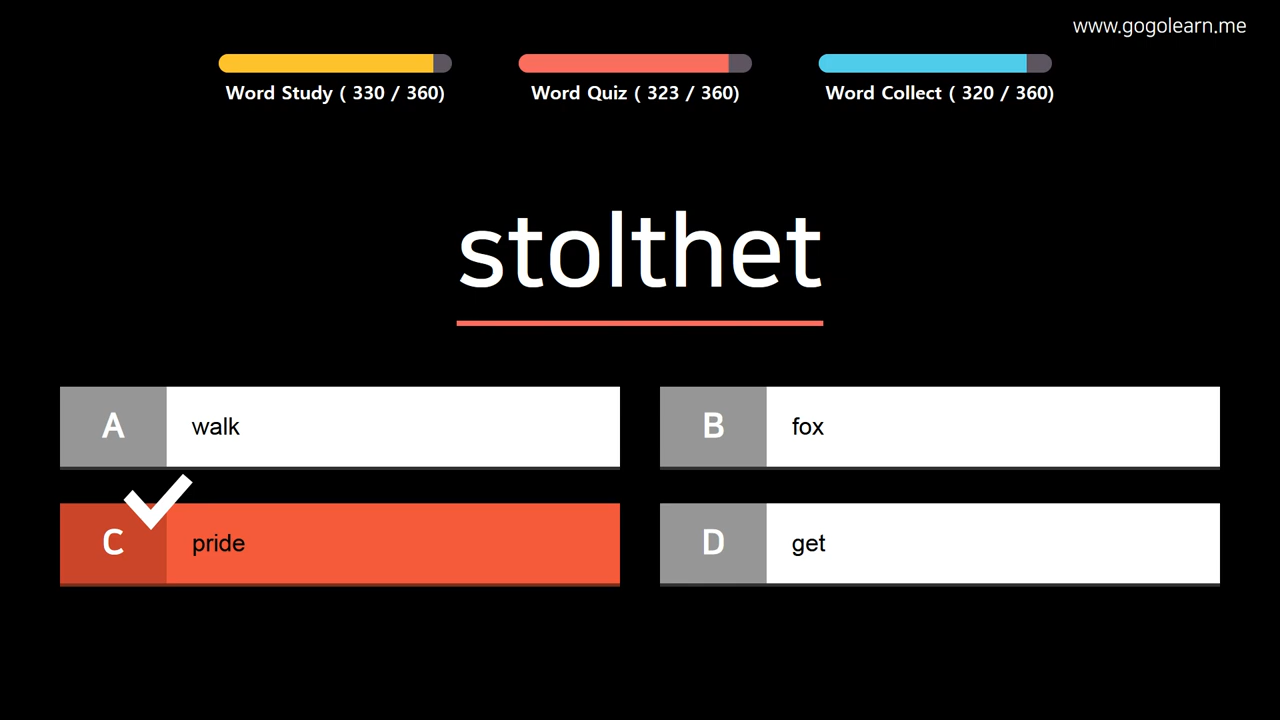 www.gogolearn.me
Word Study ( 330 / 360)
Word Quiz ( 323 / 360)
Word Collect ( 320 / 360)
stolthet
A
walk
B
fox
C
pride
D
get